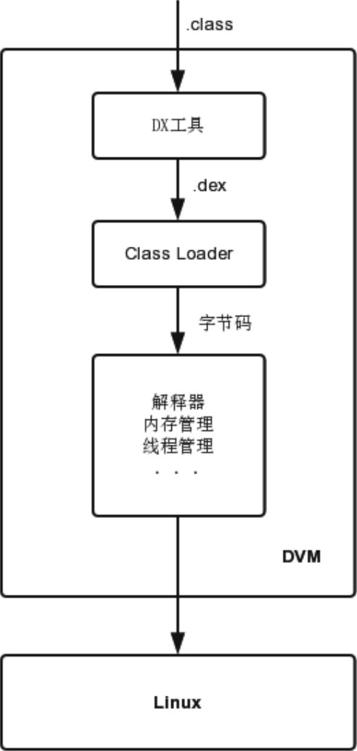 .class
DX工具
.dex
Class Loader
字节码
解释器
内存管理
线程管理
· · ·
DVM
Linux